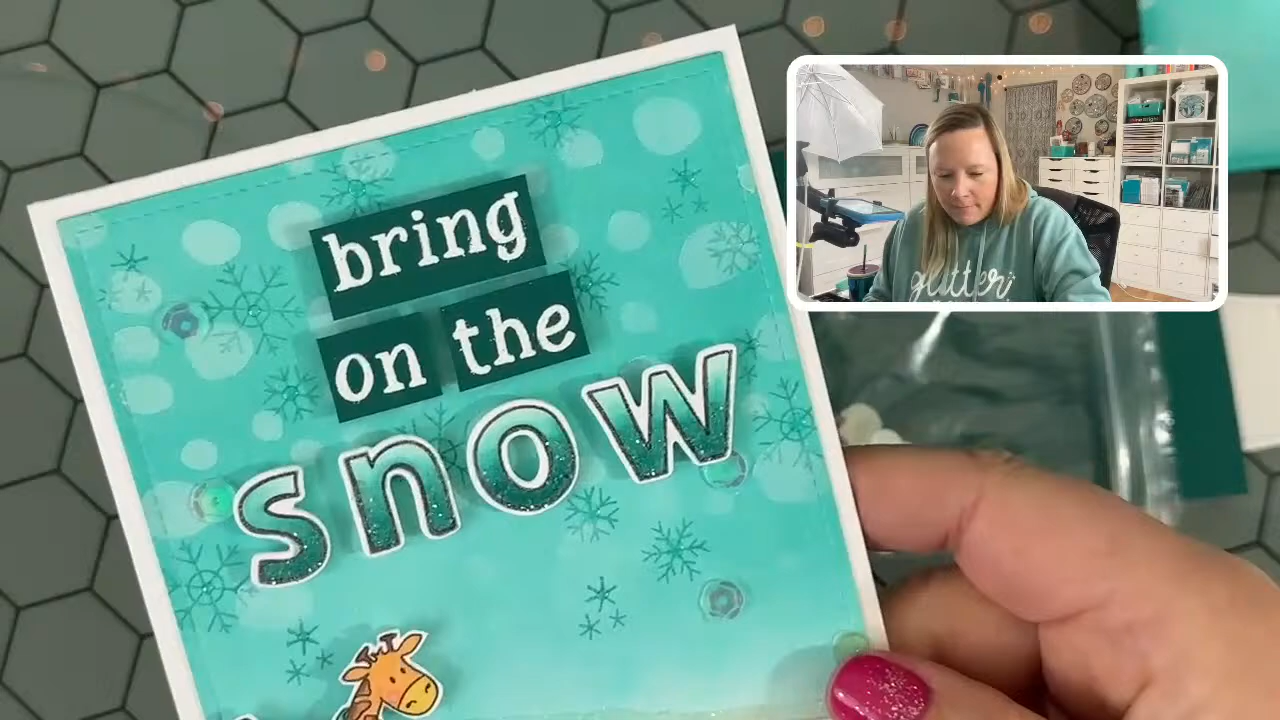 bring
on the
snow
glitter